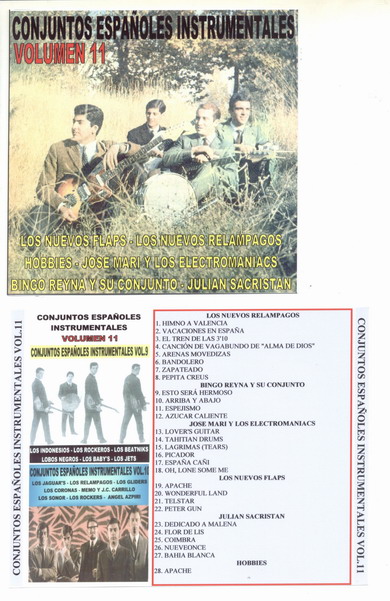 CONJUNTOS ESPAÑOLES INSTRUMENTALES
VOLUMEN 11
LOS NUEVOS FLAPS - LOS NUEVOS RELAMPAGOS
HOBBIES - JOSE MARI Y LOS ELECTROMANIACS
BINGO REYNA Y SU CONJUNTO - JULIAN SACRISTAN
CONJUNTOS ESPAÑOLES INSTRUMENTALES VOL.11
CONJUNTOS ESPAÑOLES
INSTRUMENTALES
VOLUMEN 11
CONJUNTOS ESPAÑOLES INSTRUMENTALES VOL.9
LOS INDONESIOS - LOS ROCKEROS - LOS BEATNIKS
LOBOS NEGROS - LOS BABY'S - LOS JETS
CONJUNTOS ESPAÑOLES INSTRUMENTALES VOL.10
LOS JAGUAR'S - LOS RELAMPAGOS - LOS GLIDERS
LOS CORONAS - MEMO Y J.C. CARRILLO
LOS SONOR - LOS ROCKERS - ANGEL AZPIRI
LOS NUEVOS RELAMPAGOS
1. HIMNO A VALENCIA
2. VACACIONES EN ESPAÑA
3. EL TREN DE LAS 3'10
4. CANCIÓN DE VAGABUNDO DE "ALMA DE DIOS"
5. ARENAS MOVEDIZAS
6. BANDOLERO
7. ZAPATEADO
8. PEPITA CREUS
BINGO REYNA Y SU CONJUNTO
9. ESTO SERÁ HERMOSO
10. ARRIBA Y ABAJO
11. ESPEJISMO
12. AZUCAR CALIENTE
JOSE MARI Y LOS ELECTROMANIACS
13. LOVER'S GUITAR
14. TAHITIAN DRUMS
15. LAGRIMAS (TEARS)
16. PICADOR
17. ESPAÑA CAÑI
18. OH, LONE SOME ME
LOS NUEVOS FLAPS
19. APACHE
20. WONDERFUL LAND
21. TELSTAR
22. PETER GUN
JULIAN SACRISTAN
23. DEDICADO A MALENA
24. FLOR DE LIS
25. COIMBRA
26. NUEVEONCE
27. BAHIA BLANCA
HOBBIES
28. APACHE
CONJUNTOS ESPAÑOLES INSTRUMENTALES VOL.11